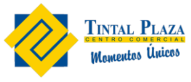 TINTAL PLAZA
CENTRO COMERCIAL
Momentos Únicos